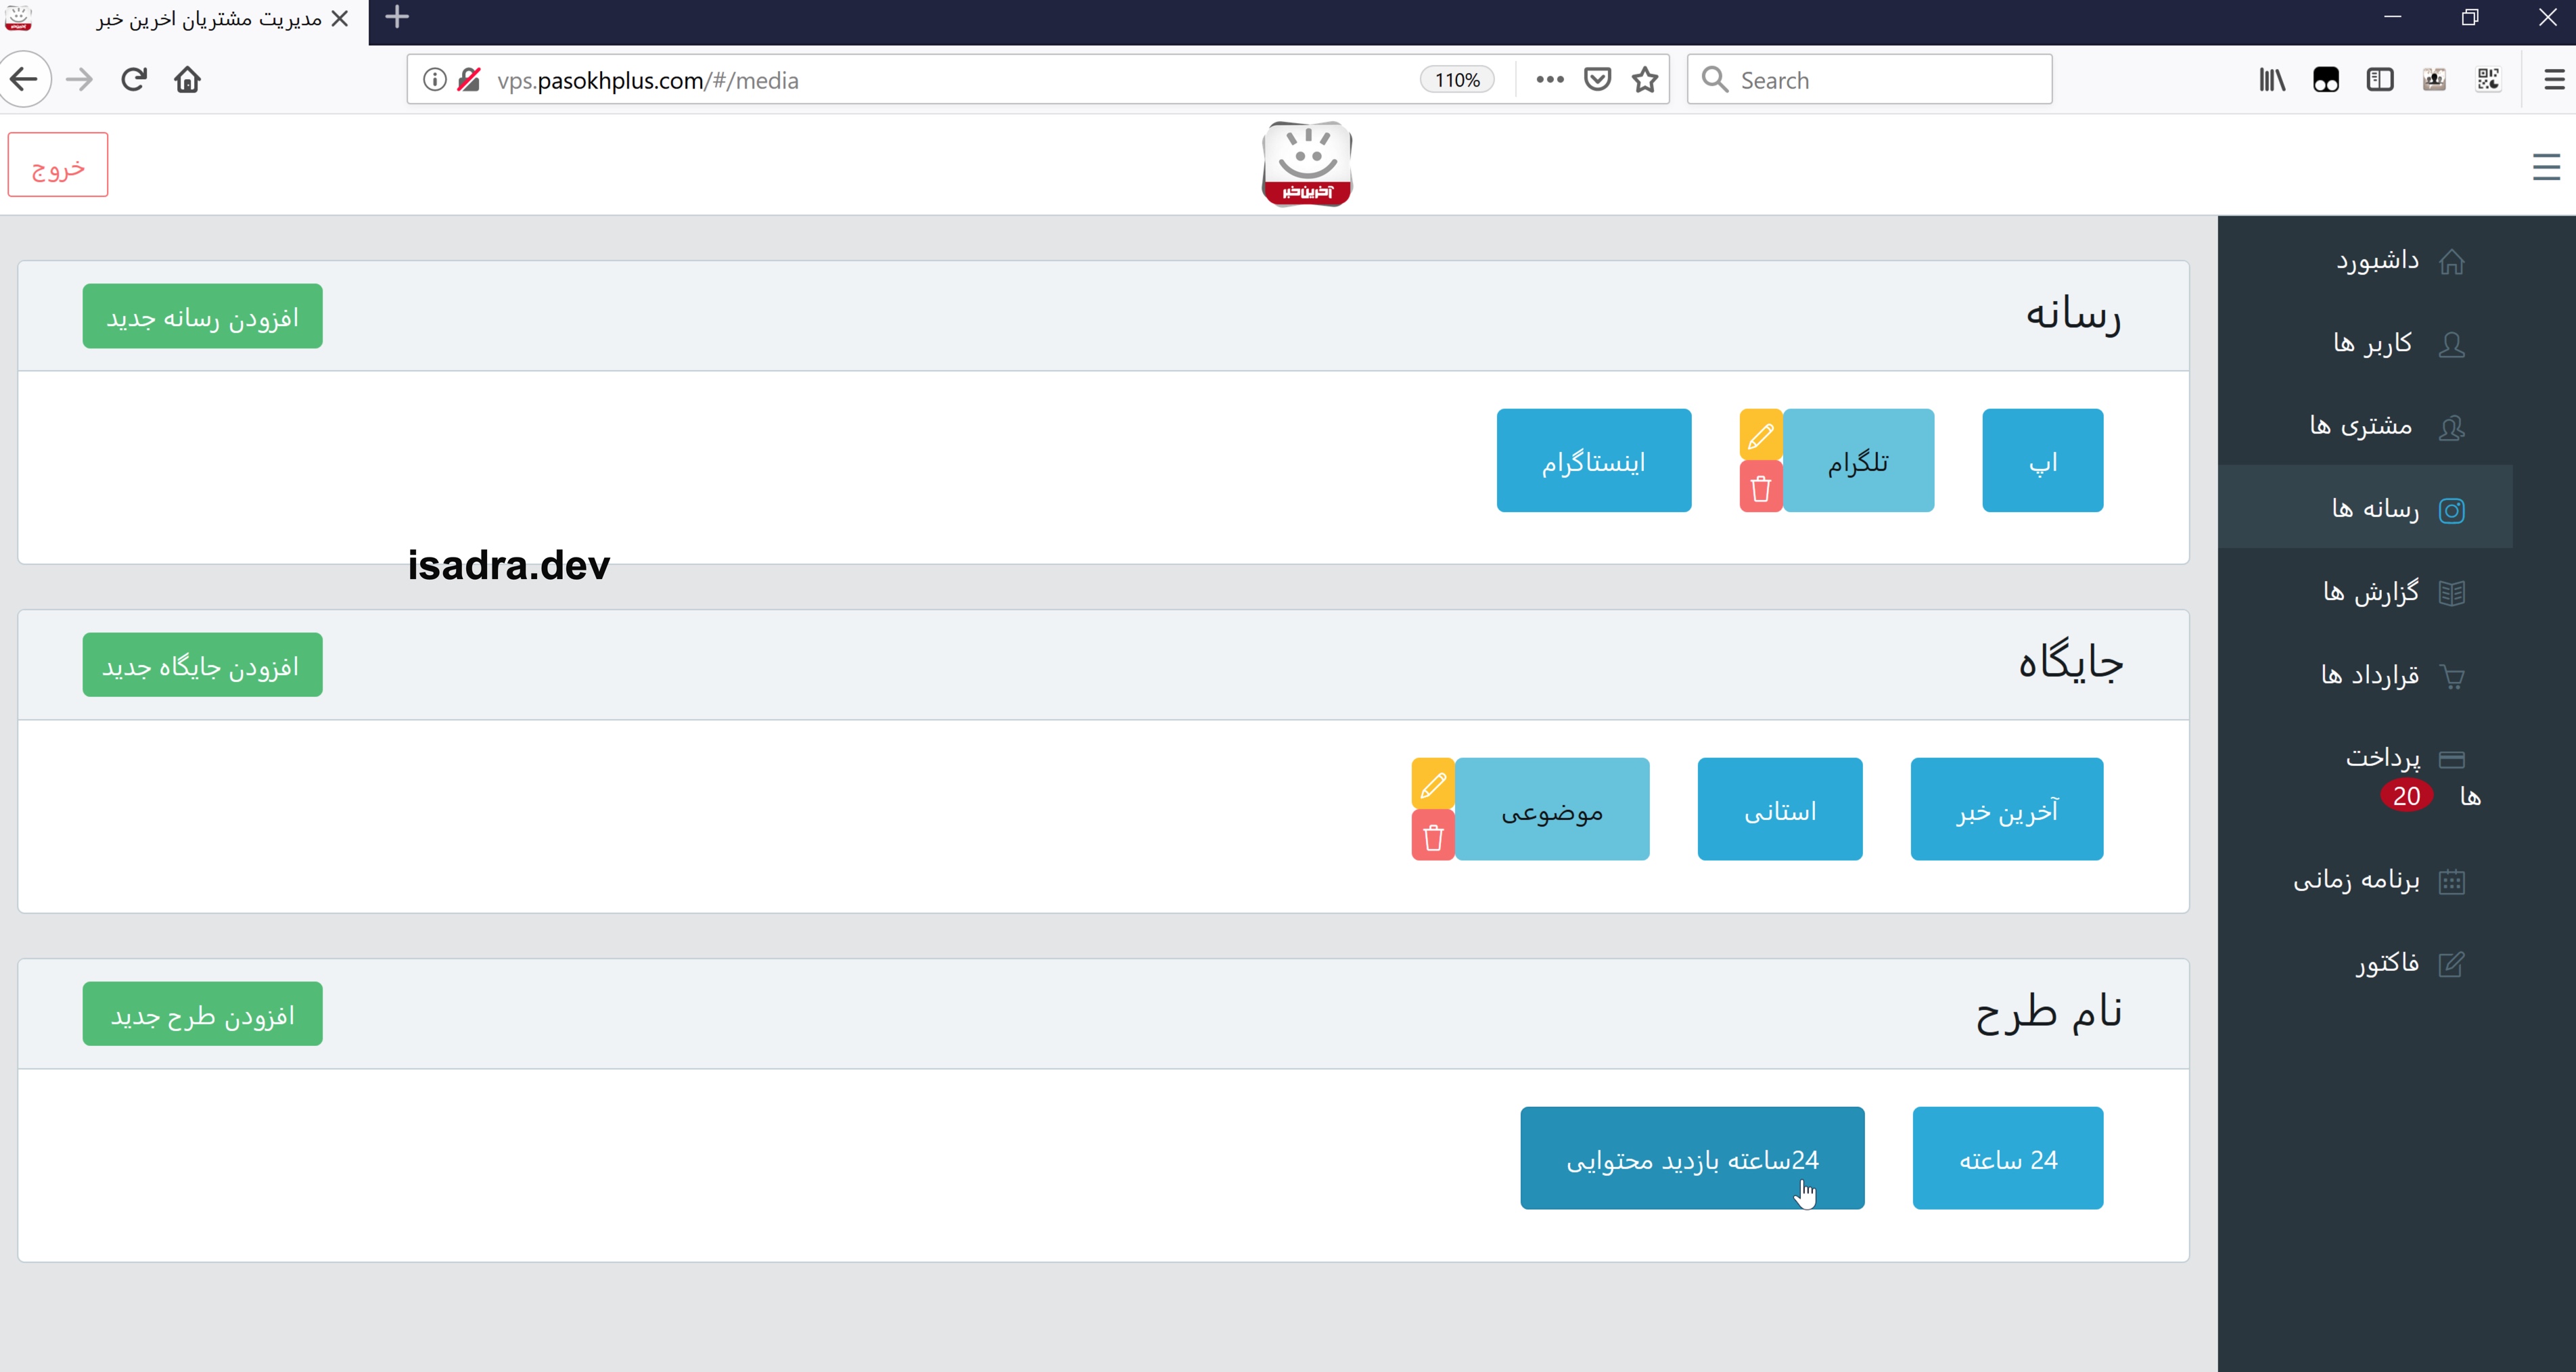 مدیریت مشتریان اخرین خبر
vps.pasokhplus.com/#/media
110%
Search
خروج
آخرین‌خبر
داشبورد
کاربر ها
مشتری ها
رسانه ها
گزارش ها
قرارداد ها
پرداخت
ها 20
برنامه زمانی
فاکتور
رسانه
افزودن رسانه جدید
اپ
تلگرام
اینستاگرام
isadra.dev
جایگاه
افزودن جایگاه جدید
آخرین خبر
استانی
موضوعی
نام طرح
افزودن طرح جدید
24 ساعته
24ساعته بازدید محتوایی